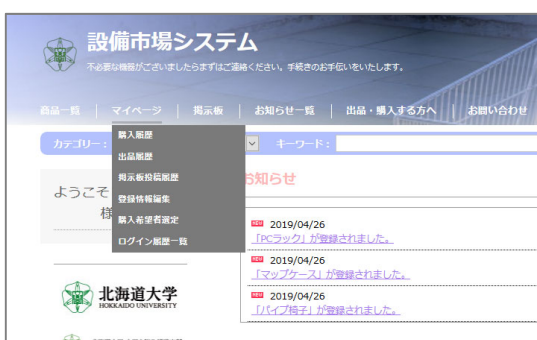 設備市場システム
不必要な機器がございましたらまずはご連絡ください。手続きのお手伝いをいたします。
商品一覧 | マイページ | 掲示板 | お知らせ一覧 | 出品・購入する方へ | お問い合わせ
カテゴリー： キーワード：
購入履歴
出品履歴
掲示板投稿履歴
登録情報編集
購入希望者選定
ログイン履歴一覧
ようこそ
様
北海道大学
HOKKAIDO UNIVERSITY
お知らせ
NEW 2019/04/26
「PCラック」が登録されました。
NEW 2019/04/26
「マップケース」が登録されました。
NEW 2019/04/26
「パイプ椅子」が登録されました。